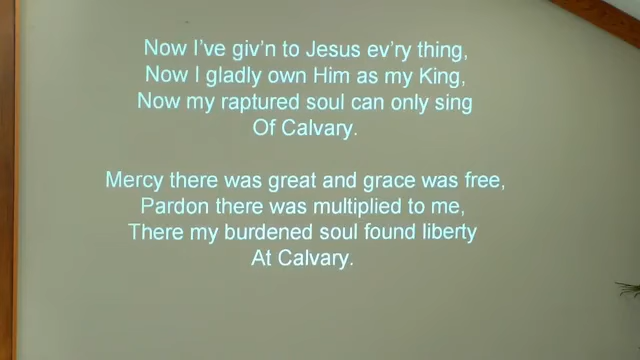 Now I've giv'n to Jesus ev'ry thing,
Now I gladly own Him as my King,
Now my raptured soul can only sing
Of Calvary.
Mercy there was great and grace was free,
Pardon there was multiplied to me,
There my burdened soul found liberty
At Calvary.